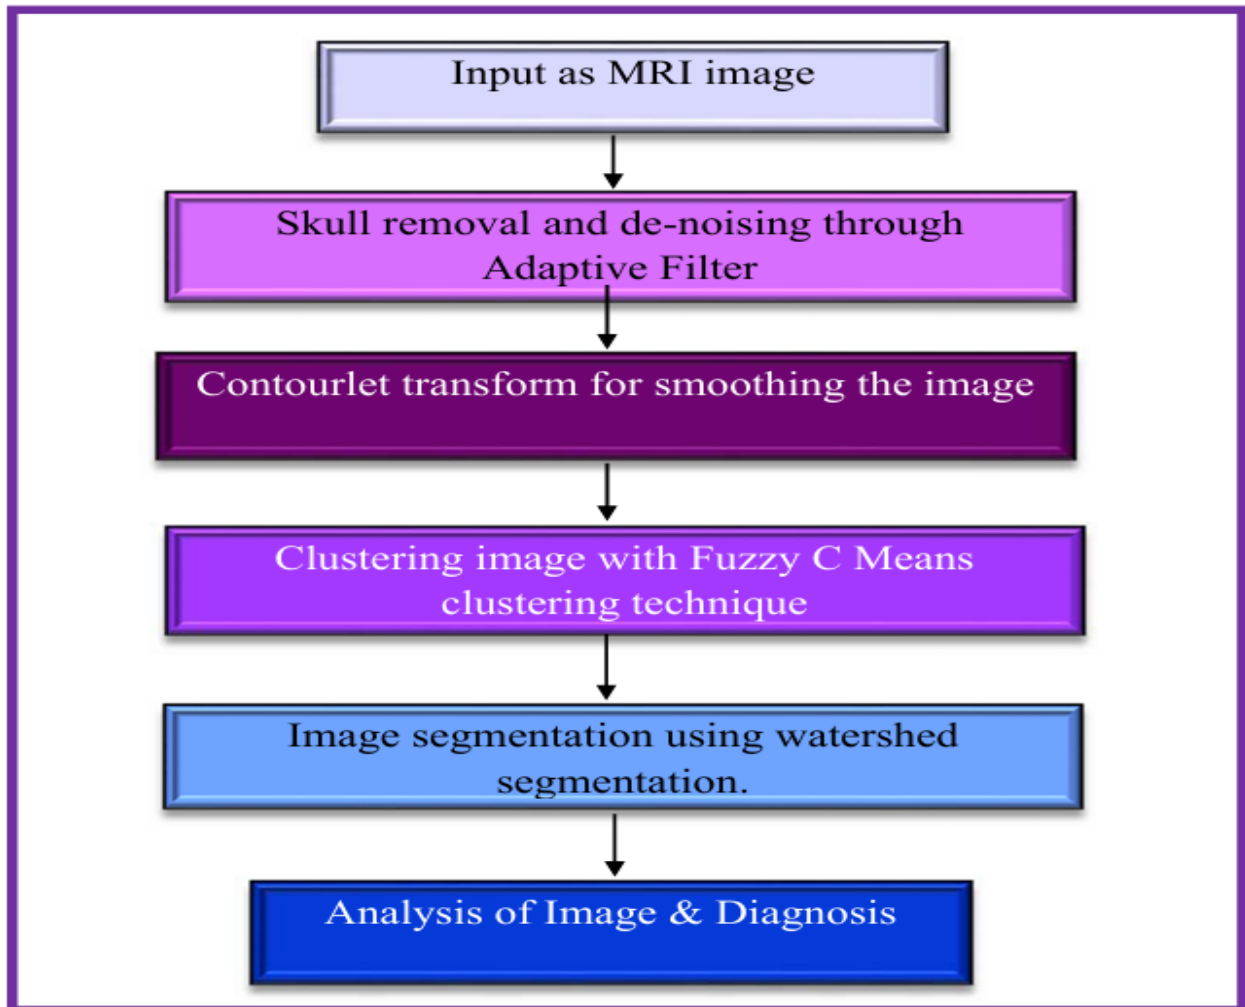 Input as MRI image
Skull removal and de-noising through
Adaptive Filter
Contourlet transform for smoothing the image
Clustering image with Fuzzy C Means
clustering technique
Image segmentation using watershed
segmentation.
Analysis of Image & Diagnosis